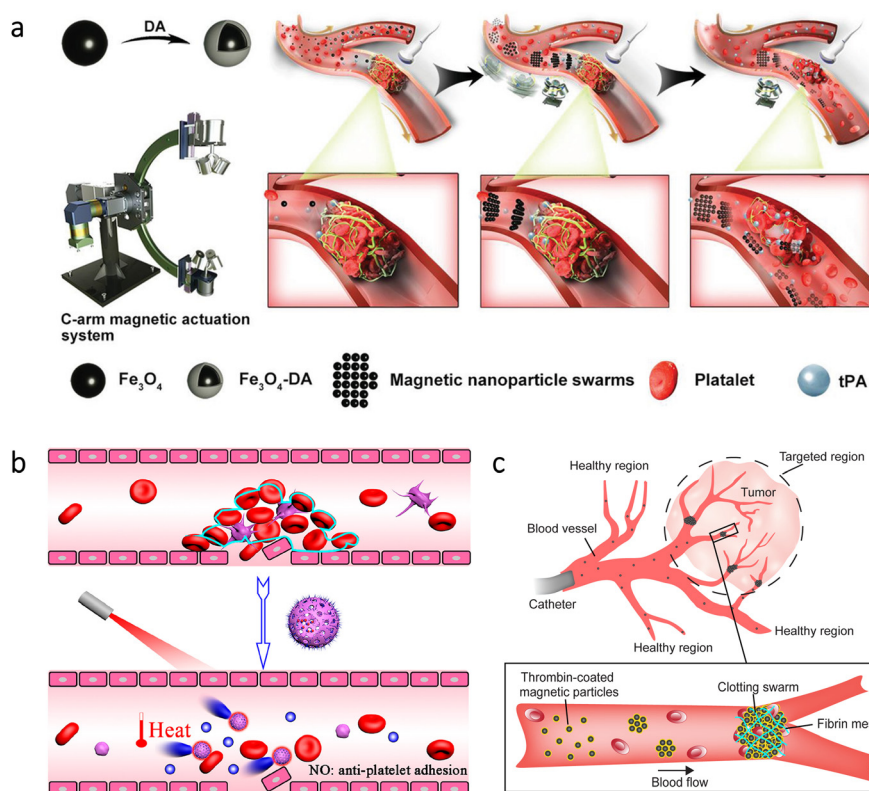 a
DA
C-arm magnetic actuation
system
Fe₃O₄
Fe₃O₄-DA
Magnetic nanoparticle swarms
Platalet
tPA
b
Heat
NO: anti-platelet adhesion
c
Healthy region
Targeted region
Tumor
Blood vessel
Catheter
Healthy region
Healthy region
Thrombin-coated
magnetic particles
Clotting swarm
Fibrin me
Blood flow